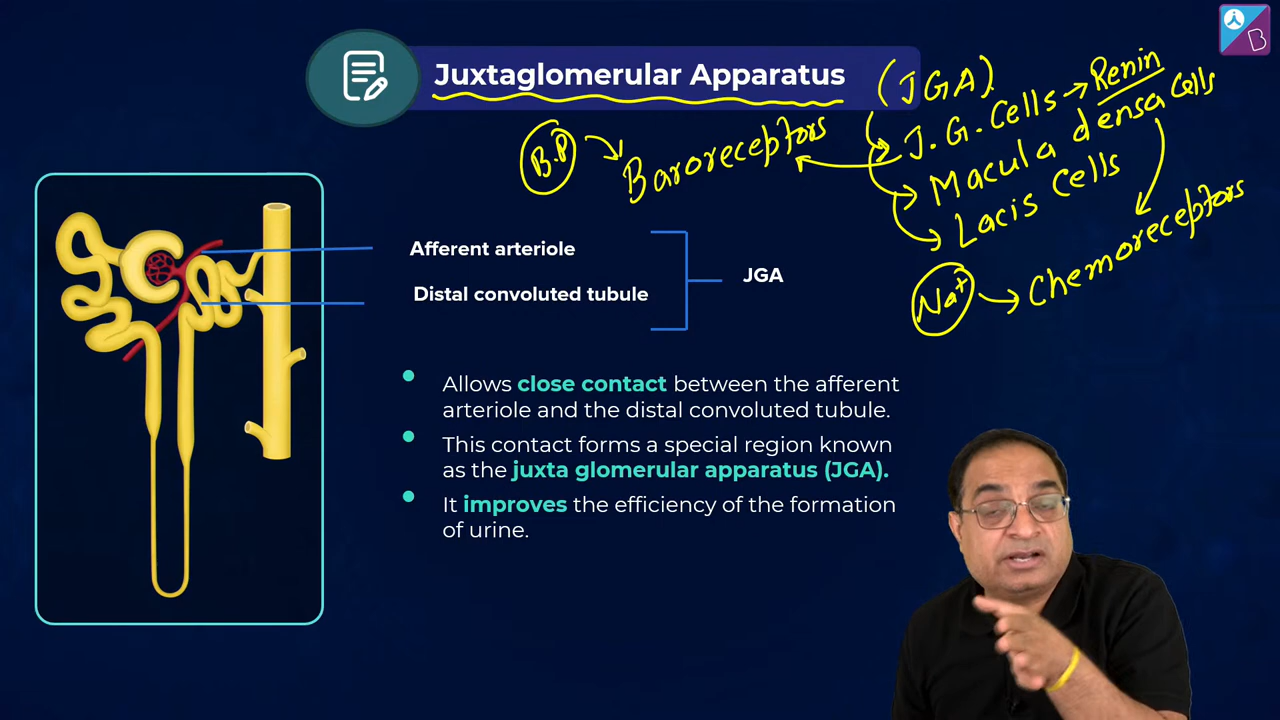 Juxtaglomerular Apparatus (JGA)
J.G. Cells → Renin
Macula densa cells
Lacis cells
B.P → Baroreceptors
Na+ → Chemoreceptors
Afferent arteriole
Distal convoluted tubule
JGA
Allows close contact between the afferent
arteriole and the distal convoluted tubule.
This contact forms a special region known
as the juxta glomerular apparatus (JGA).
It improves the efficiency of the formation
of urine.
B